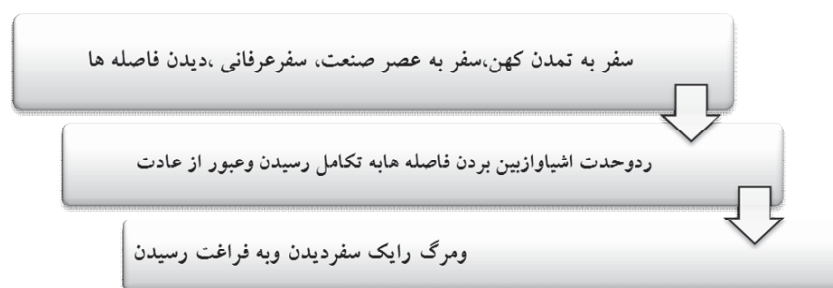 سفر به تمدن کهن،سفر به عصر صنعت، سفرعرفانی ،دیدن فاصله ها
ردوحدت اشیاوازبین بردن فاصله هابه تکامل رسیدن وعبور از عادت
ومرگ رایک سفردیدن وبه فراغت رسیدن